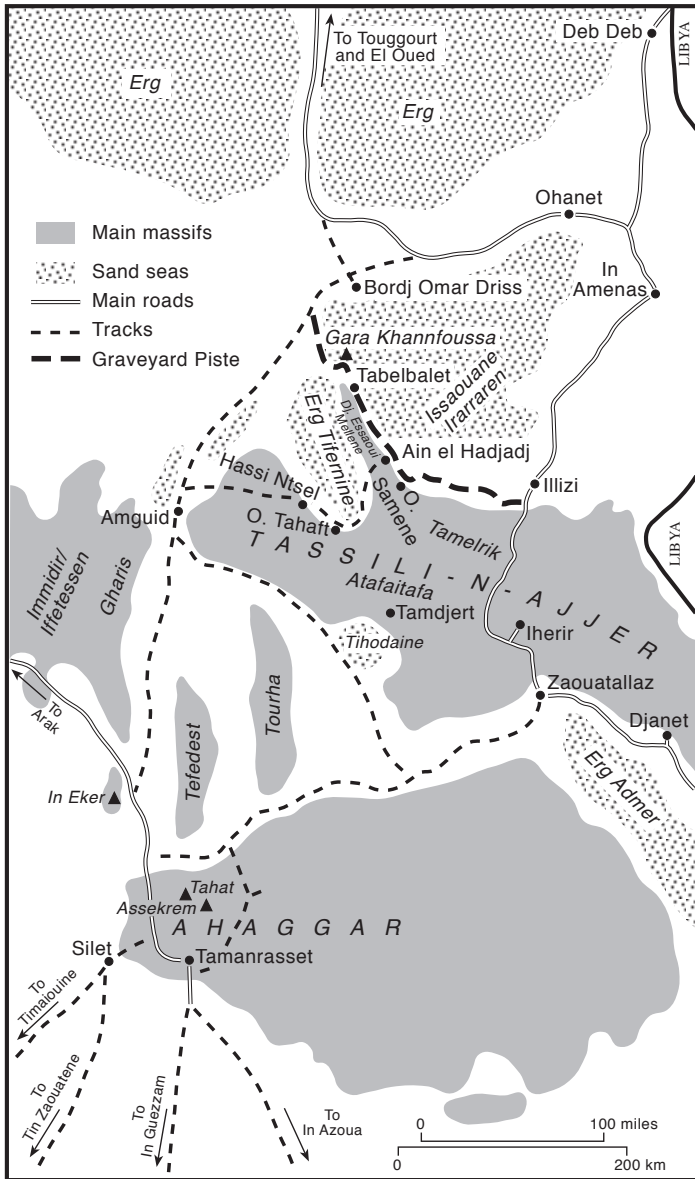 To Touggourt
and El Oued
Deb Deb
LIBYA
Erg
Erg
Ohanet
Main massifs
Sand seas
Main roads
Tracks
Graveyard Piste
In
Amenas
Bordj Omar Driss
Gara Khannfoussa
Tabelbalet
Issaouane
Irarraren
Dj. Essaoui
Mellene
Erg Tifernine
Ain el Hadjadj
Hassi Ntsel
O.
Samene
Illizi
Amguid
O. Tahaft
Tamelrik
LIBYA
TASSILI-N-AJJER
Immidir/
Iffetessen
Gharis
Atafaitafa
Tamdjert
Iherir
Tihodaine
Zaouatallaz
To
Arak
Tourha
Tefedest
Djanet
In Eker
Erg Admer
Tahat
Assekrem
AHAGGAR
Silet
Tamanrasset
To
Timaiouine
To
Tin Zaouatene
To
In Guezzam
To
In Azoua
0 100 miles
0 200 km